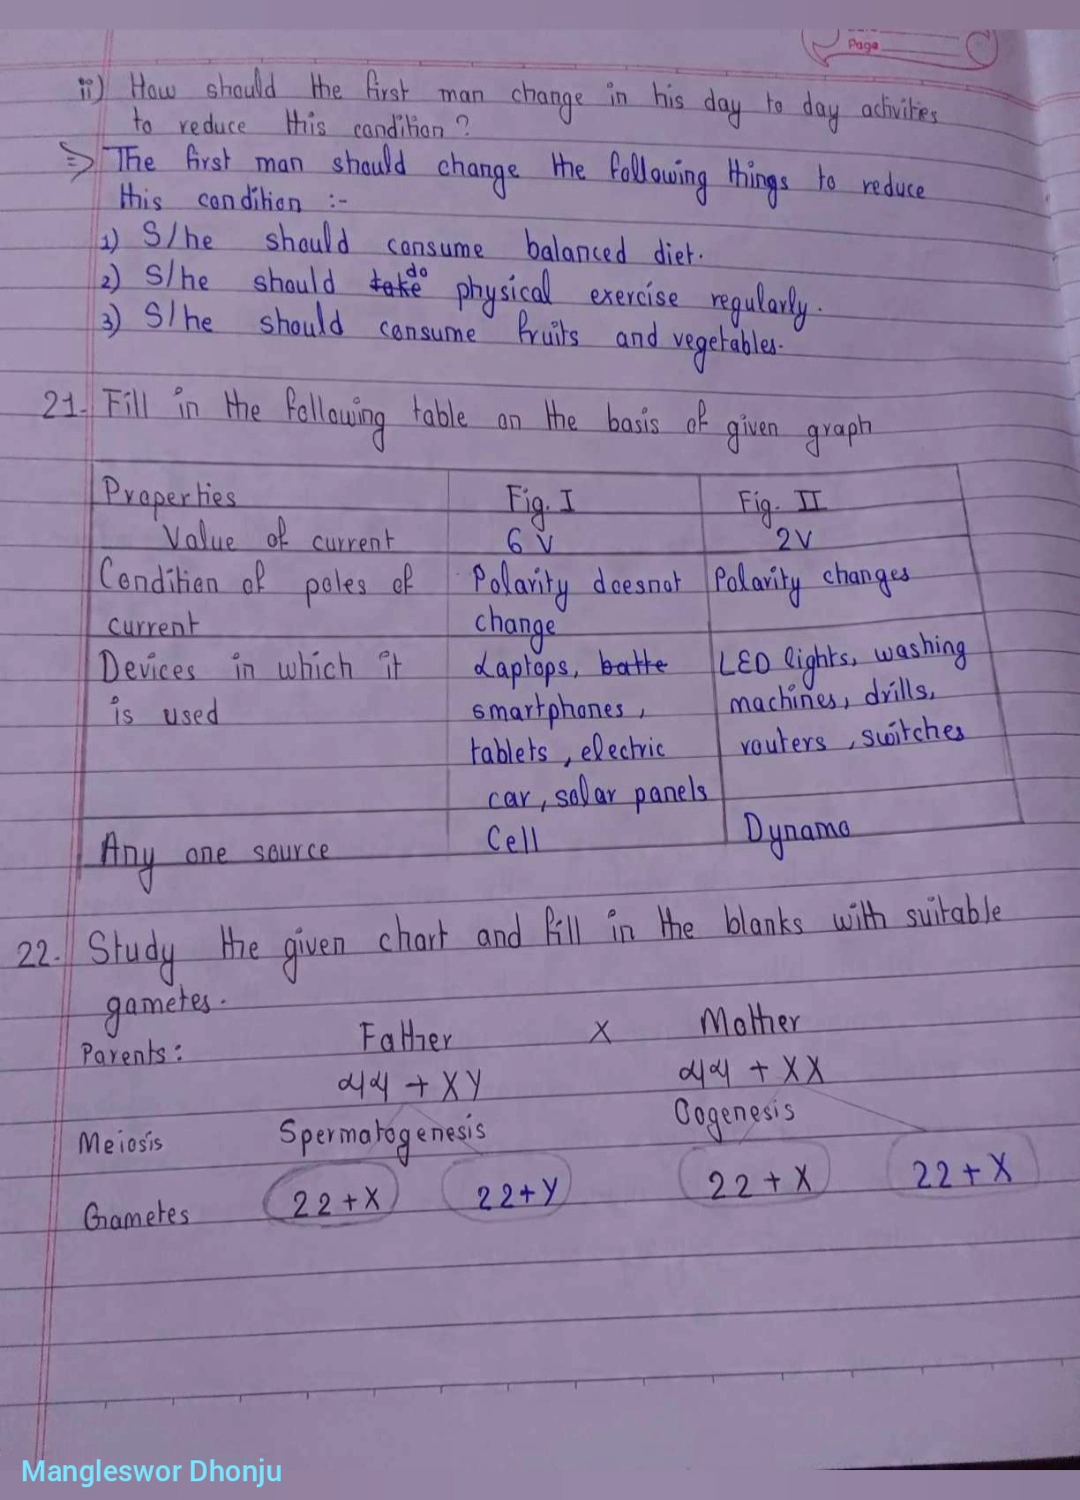 Page
ii) How should the first man change in his day to day activities
to reduce this condition?
=> The first man should change the following things to reduce
this condition :-
1) S/he should consume balanced diet.
2) S/he should take do physical exercise regularly.
3) S/he should consume fruits and vegetables.
21. Fill in the following table on the basis of given graph
Properties Fig. I Fig. II
Value of current 6 V 2V
Condition of poles of Polarity doesnot Polarity changes
current change
Devices in which it Laptops, batte LED lights, washing
is used smartphones, machines, drills,
tablets, electric routers, switches
car, solar panels
Any one source Cell Dynamo
22. Study the given chart and fill in the blanks with suitable
gametes.
Parents: Father X Mother
44 + XY 44 + XX
Meiosis Spermatogenesis Oogenesis
Gametes 22+X 22+Y 22+X 22+X
Mangleswor Dhonju